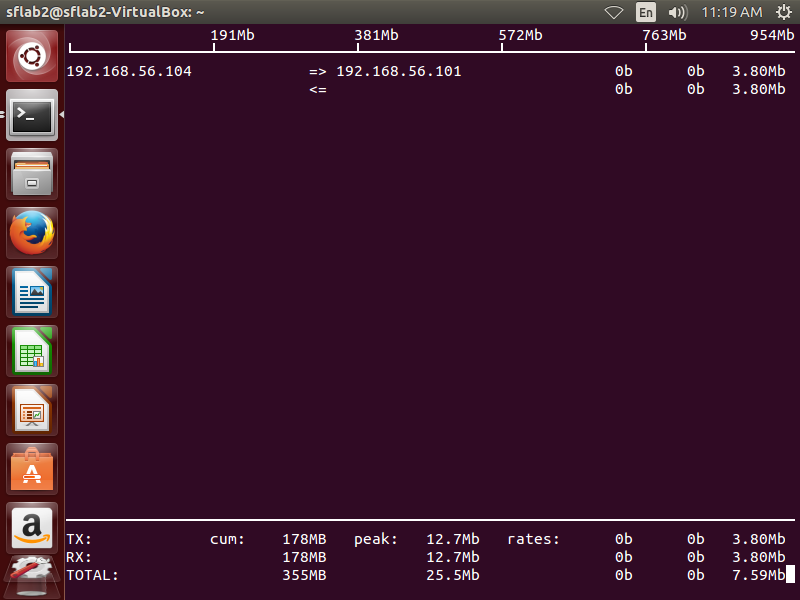 sflab2@sflab2-VirtualBox: ~ En 11:19 AM
191Mb 381Mb 572Mb 763Mb 954Mb
192.168.56.104 => 192.168.56.101 0b 0b 3.80Mb
<= 0b 0b 3.80Mb
TX: cum: 178MB peak: 12.7Mb rates: 0b 0b 3.80Mb
RX: 178MB 12.7Mb 0b 0b 3.80Mb
TOTAL: 355MB 25.5Mb 0b 0b 7.59Mb